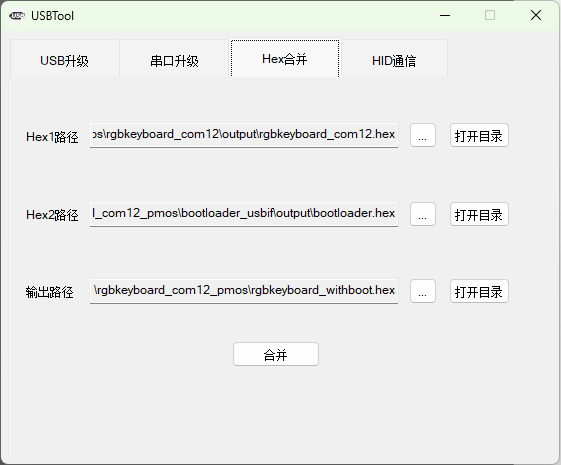 USB USBTool
USB升级 串口升级 Hex合并 HID通信
Hex1路径 os\rgbkeyboard_com12\output\rgbkeyboard_com12.hex ... 打开目录
Hex2路径 l_com12_pmos\bootloader_usbif\output\bootloader.hex ... 打开目录
输出路径 \rgbkeyboard_com12_pmos\rgbkeyboard_withboot.hex ... 打开目录
合并